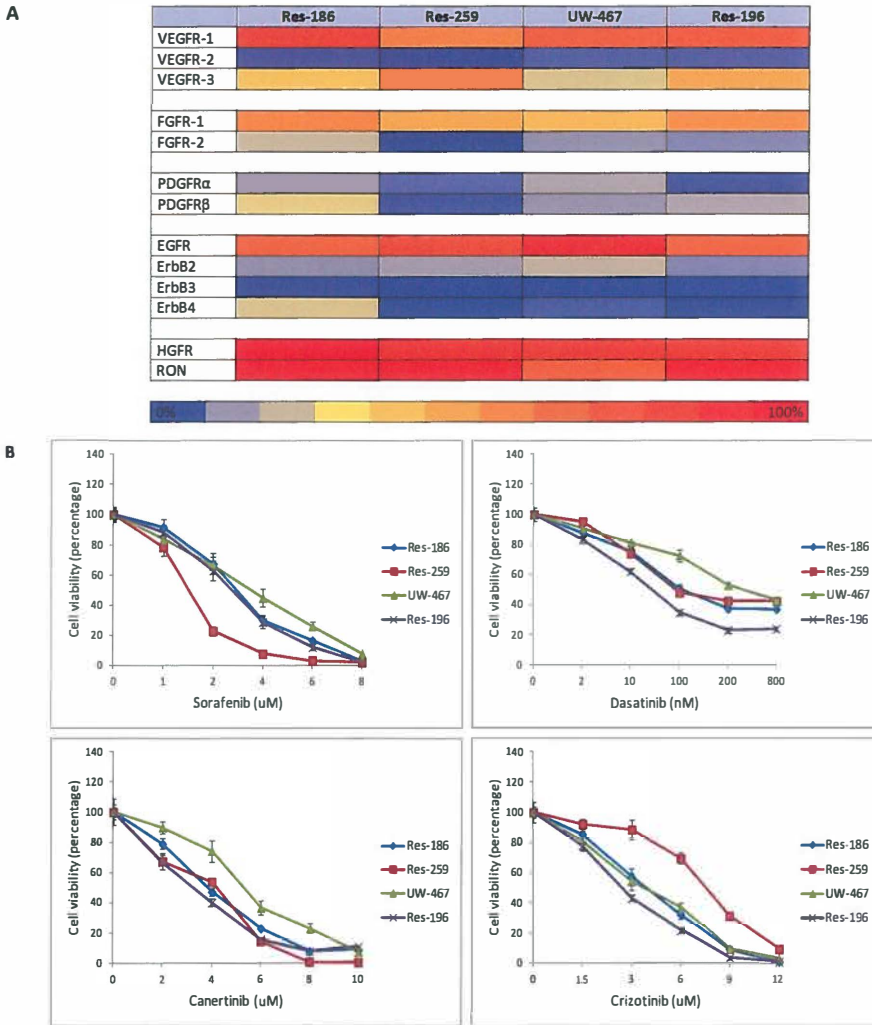 A
Res-186 Res-259 UW-467 Res-196
VEGFR-1
VEGFR-2
VEGFR-3
FGFR-1
FGFR-2
PDGFRα
PDGFRβ
EGFR
ErbB2
ErbB3
ErbB4
HGFR
RON
0% 100%
B
Cell viability (percentage)
140
120
100
80
60
40
20
0
0 1 2 4 6 8
Sorafenib (uM)
Res-186
Res-259
UW-467
Res-196
Cell viability (percentage)
140
120
100
80
60
40
20
0
0 2 10 100 200 800
Dasatinib (nM)
Res-186
Res-259
UW-467
Res-196
Cell viability (percentage)
140
120
100
80
60
40
20
0
0 2 4 6 8 10
Canertinib (uM)
Res-186
Res-259
UW-467
Res-196
Cell viability (percentage)
140
120
100
80
60
40
20
0
0 1.5 3 6 9 12
Crizotinib (uM)
Res-186
Res-259
UW-467
Res-196